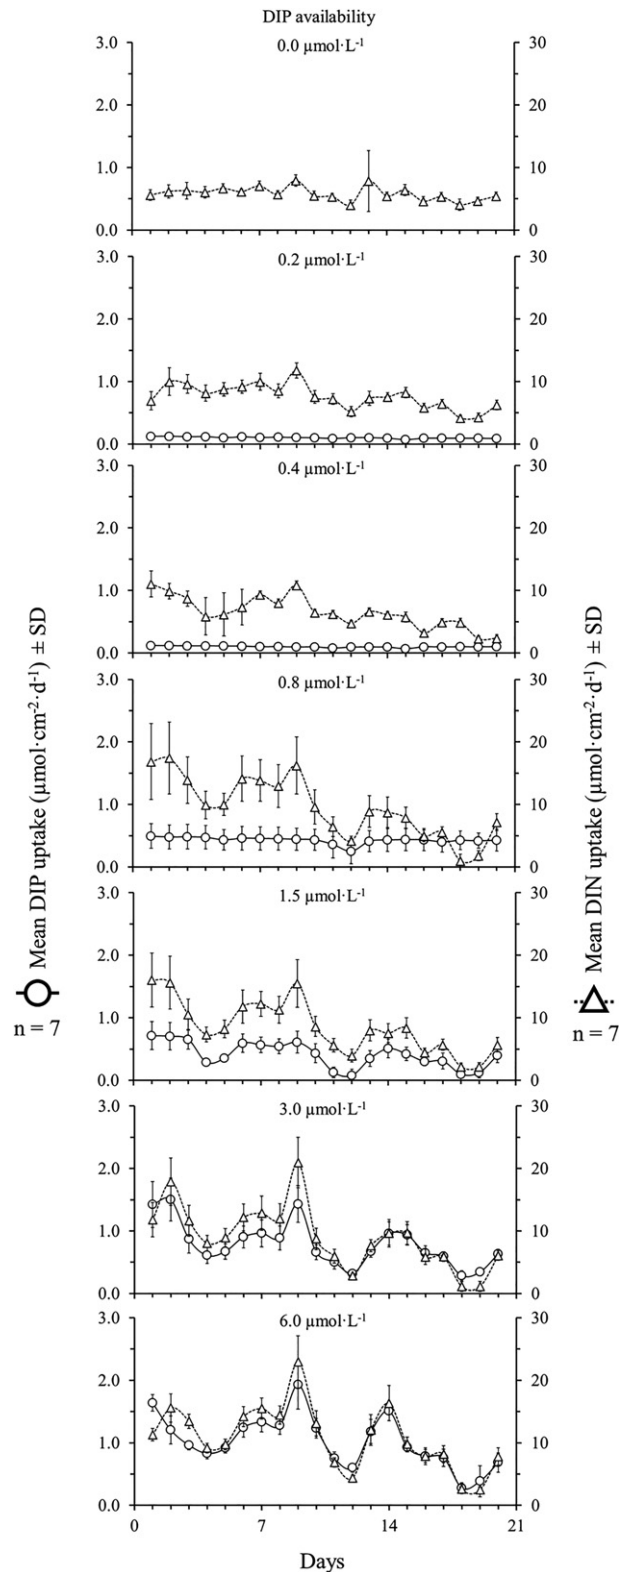 DIP availability
0.0 µmol·L⁻¹
3.0 30
2.0 20
1.0 10
0.0 0
0.2 µmol·L⁻¹
3.0 30
2.0 20
1.0 10
0.0 0
0.4 µmol·L⁻¹
3.0 30
2.0 20
1.0 10
0.0 0
0.8 µmol·L⁻¹
3.0 30
2.0 20
1.0 10
0.0 0
1.5 µmol·L⁻¹
3.0 30
2.0 20
1.0 10
0.0 0
3.0 µmol·L⁻¹
3.0 30
2.0 20
1.0 10
0.0 0
6.0 µmol·L⁻¹
3.0 30
2.0 20
1.0 10
0.0 0
0 7 14 21
Days
Mean DIP uptake (µmol·cm⁻²·d⁻¹) ± SD
n = 7
Mean DIN uptake (µmol·cm⁻²·d⁻¹) ± SD
n = 7